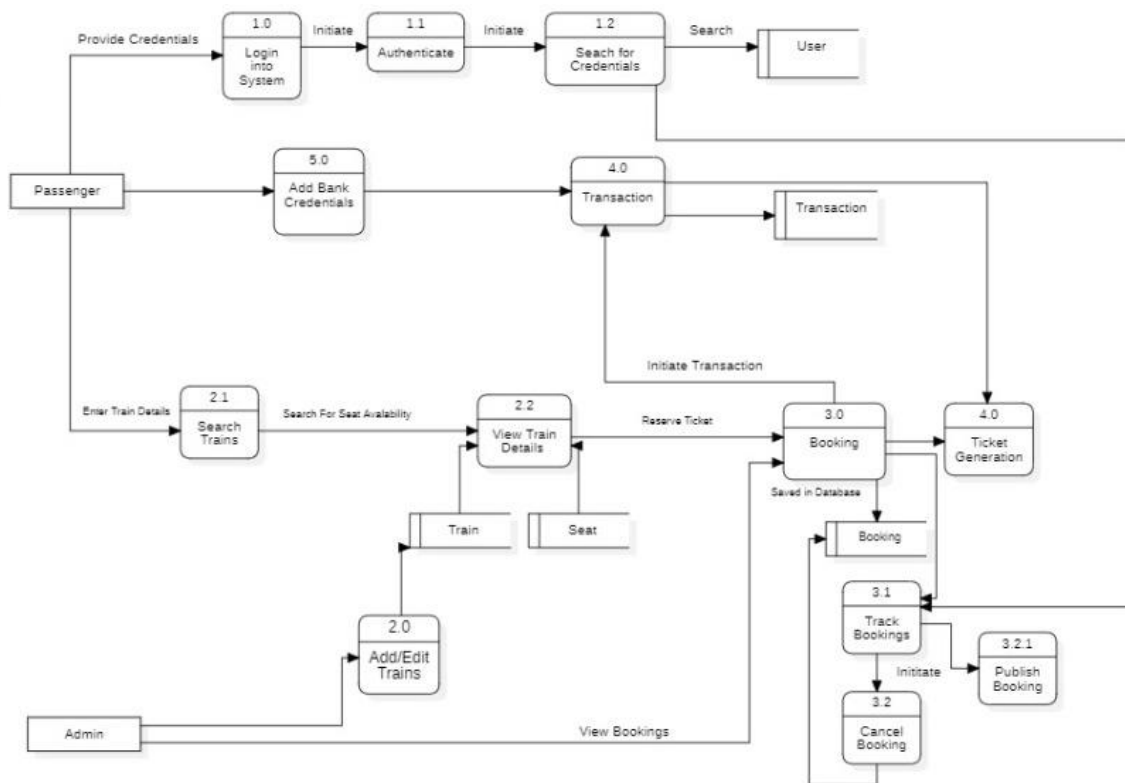 1.0
Login
into
System
Provide Credentials
Initiate
1.1
Authenticate
Initiate
1.2
Seach for
Credentials
Search
User
Passenger
5.0
Add Bank
Credentials
4.0
Transaction
Transaction
Initiate Transaction
Enter Train Details
2.1
Search
Trains
Search For Seat Avalability
2.2
View Train
Details
Reserve Ticket
3.0
Booking
4.0
Ticket
Generation
Saved in Database
Train
Seat
Booking
2.0
Add/Edit
Trains
3.1
Track
Bookings
3.2.1
Publish
Booking
Inititate
3.2
Cancel
Booking
Admin
View Bookings